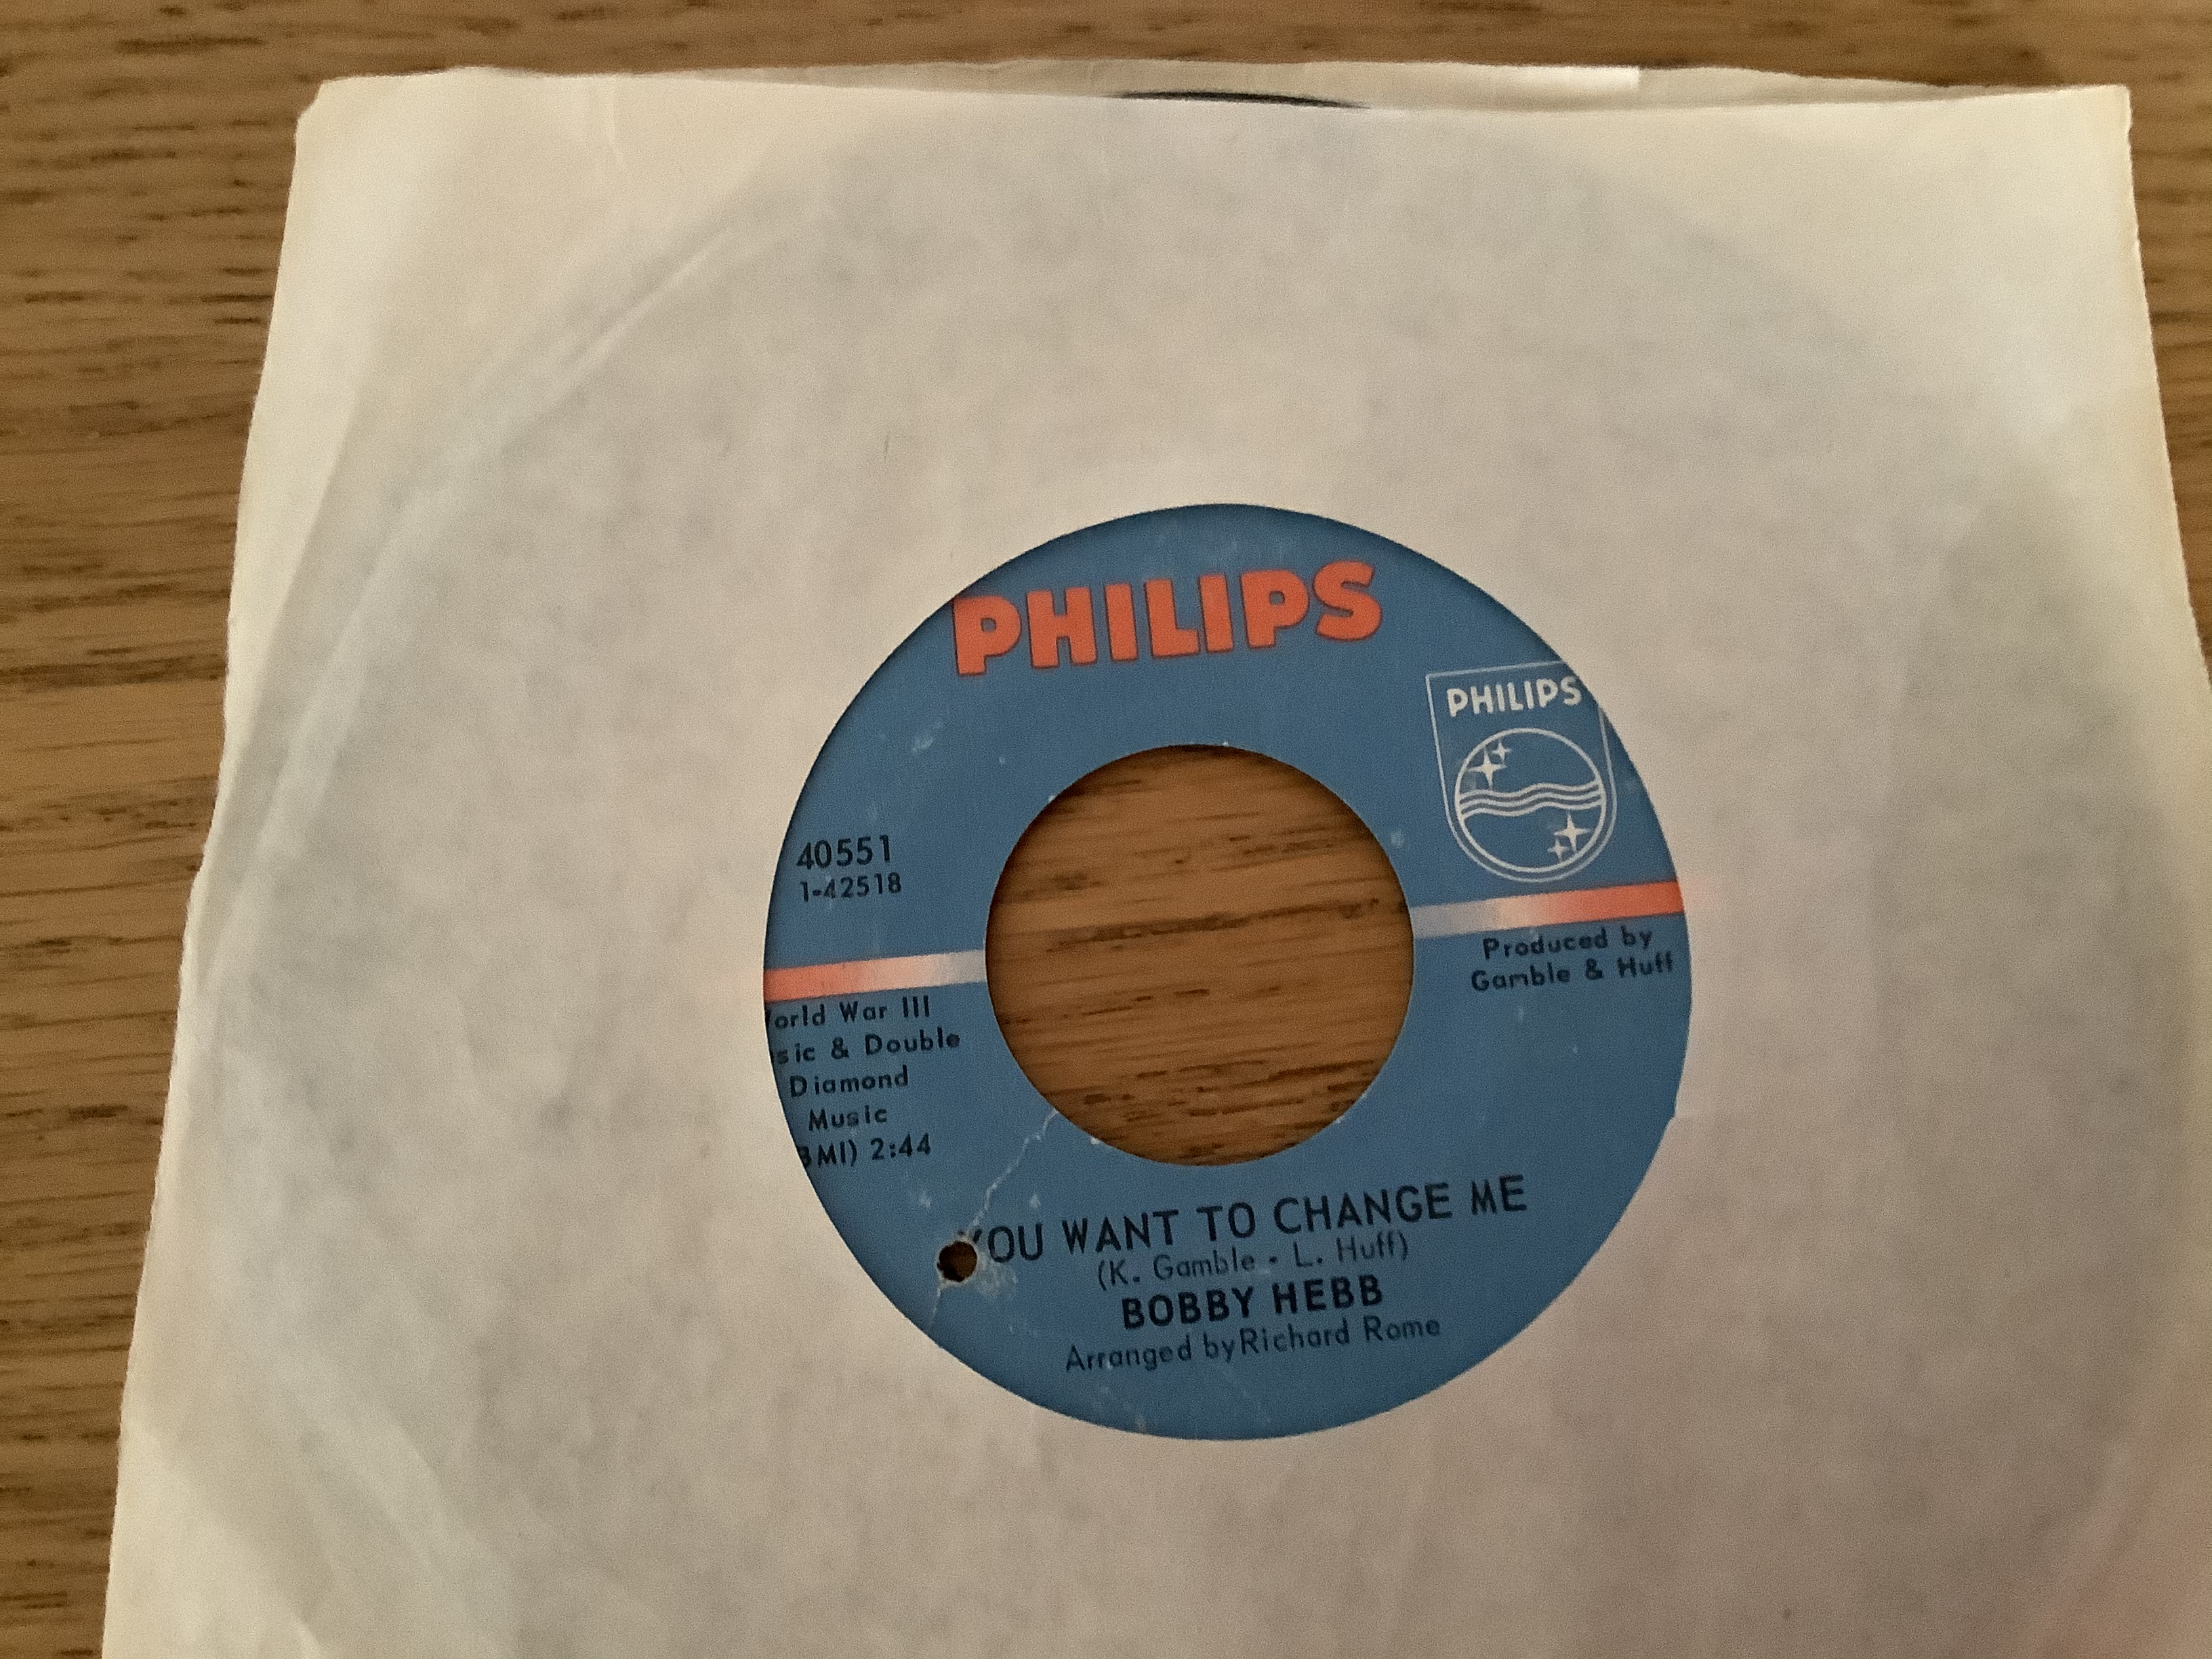 PHILIPS
PHILIPS
40551
1-42518
Produced by
Gamble & Huff
orld War III
sic & Double
Diamond
Music
BMI) 2:44
YOU WANT TO CHANGE ME
(K. Gamble - L. Huff)
BOBBY HEBB
Arranged by Richard Rome